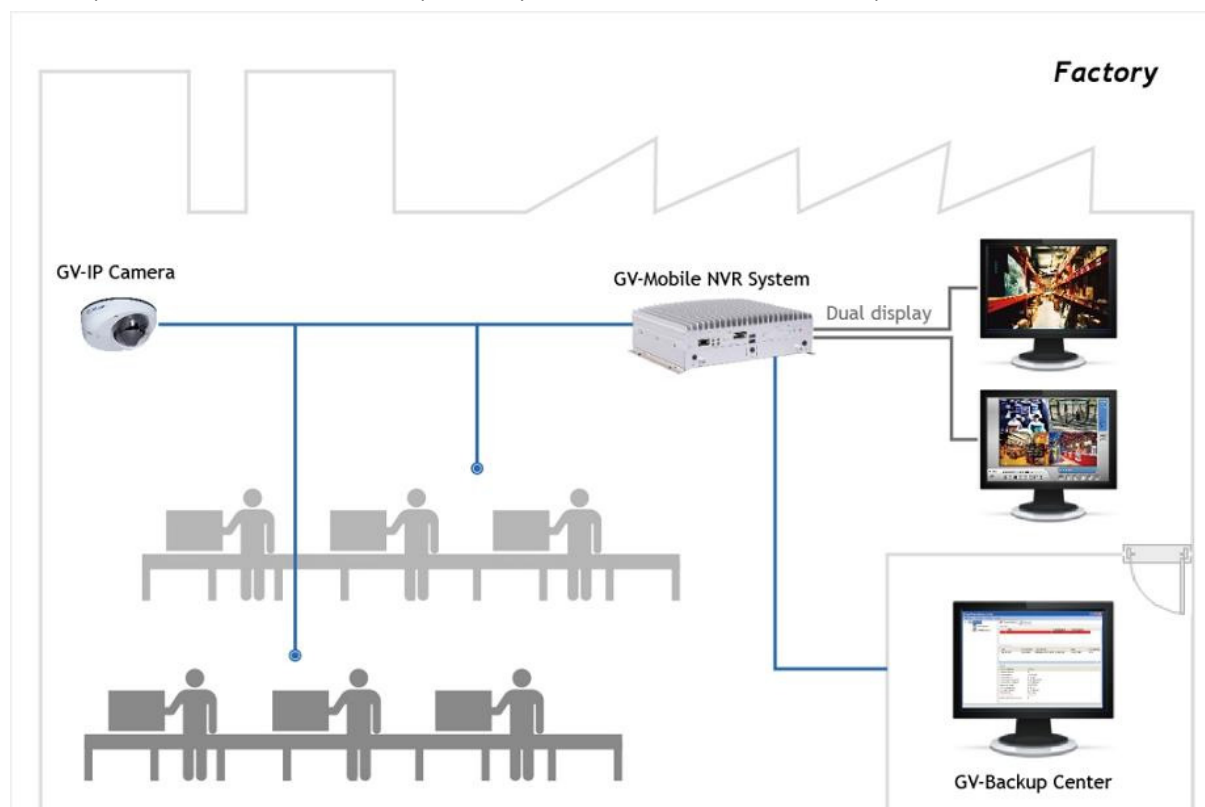 Factory
GV-IP Camera
GV-Mobile NVR System
Dual display
GV-Backup Center